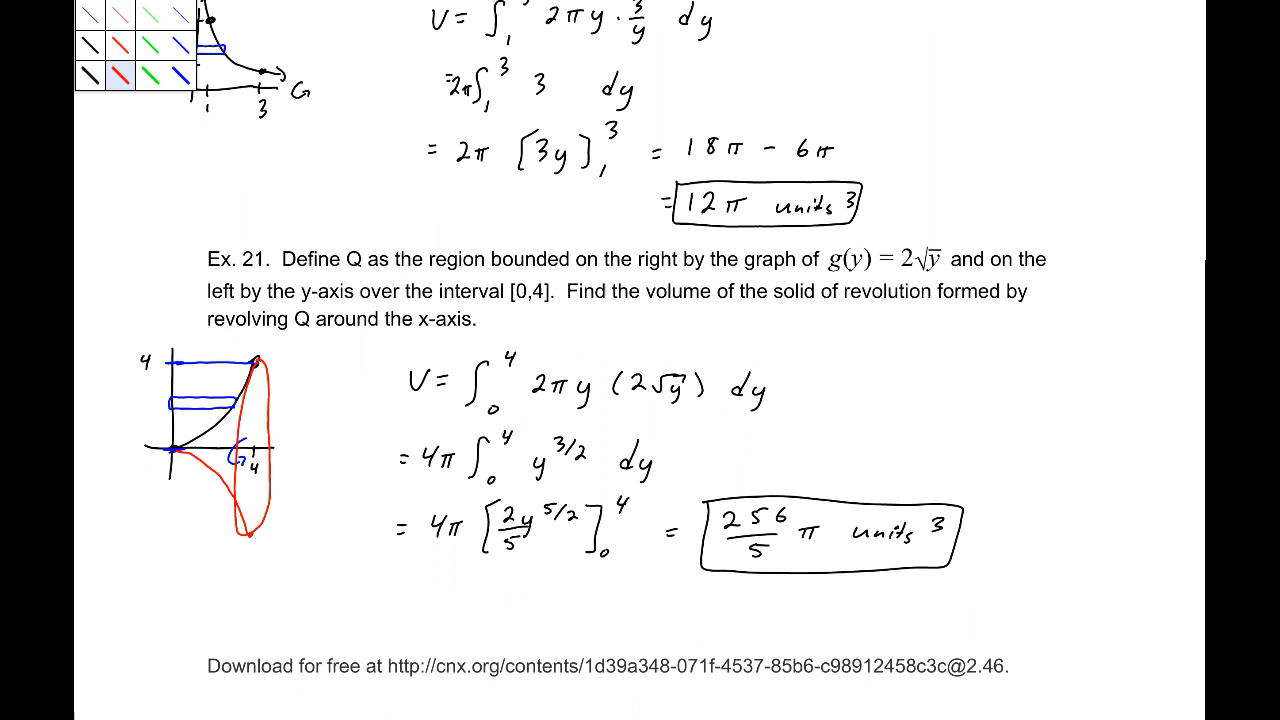 V = ∫₁³ 2πy · 3/y dy
= 2π∫₁³ 3 dy
1 3
= 2π [3y]₁³ = 18π - 6π
= 12π units³
Ex. 21. Define Q as the region bounded on the right by the graph of g(y) = 2√y and on the
left by the y-axis over the interval [0,4]. Find the volume of the solid of revolution formed by
revolving Q around the x-axis.
4
4
V = ∫₀⁴ 2πy (2√y) dy
= 4π ∫₀⁴ y^3/2 dy
= 4π [2y^5/2 / 5]₀⁴ = 256/5 π units³
Download for free at http://cnx.org/contents/1d39a348-071f-4537-85b6-c98912458c3c@2.46.